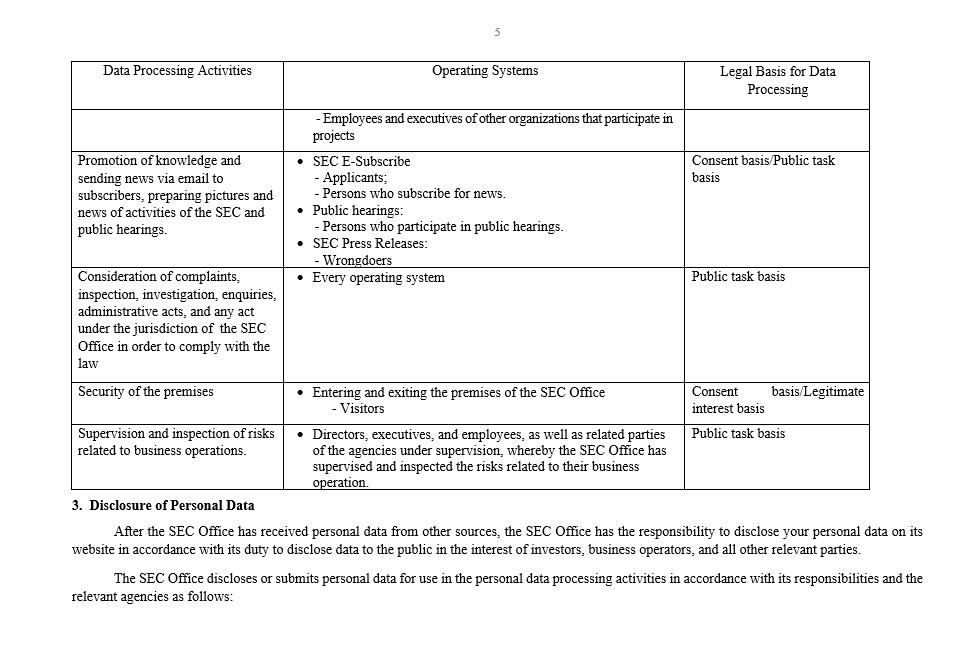 5
Data Processing Activities
Operating Systems
Legal Basis for Data
Processing
- Employees and executives of other organizations that participate in
projects
Promotion of knowledge and
sending news via email to
subscribers, preparing pictures and
news of activities of the SEC and
public hearings.
• SEC E-Subscribe
- Applicants;
- Persons who subscribe for news.
• Public hearings:
- Persons who participate in public hearings.
• SEC Press Releases:
- Wrongdoers
Consent basis/Public task
basis
Consideration of complaints,
inspection, investigation, enquiries,
administrative acts, and any act
under the jurisdiction of the SEC
Office in order to comply with the
law
• Every operating system
Public task basis
Security of the premises
• Entering and exiting the premises of the SEC Office
- Visitors
Consent basis/Legitimate
interest basis
Supervision and inspection of risks
related to business operations.
• Directors, executives, and employees, as well as related parties
of the agencies under supervision, whereby the SEC Office has
supervised and inspected the risks related to their business
operation.
Public task basis
3. Disclosure of Personal Data
After the SEC Office has received personal data from other sources, the SEC Office has the responsibility to disclose your personal data on its
website in accordance with its duty to disclose data to the public in the interest of investors, business operators, and all other relevant parties.
The SEC Office discloses or submits personal data for use in the personal data processing activities in accordance with its responsibilities and the
relevant agencies as follows: